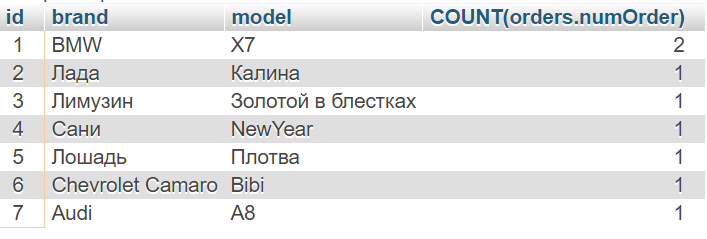 id brand model COUNT(orders.numOrder)
1 BMW X7 2
2 Лада Калина 1
3 Лимузин Золотой в блестках 1
4 Сани NewYear 1
5 Лошадь Плотва 1
6 Chevrolet Camaro Bibi 1
7 Audi A8 1